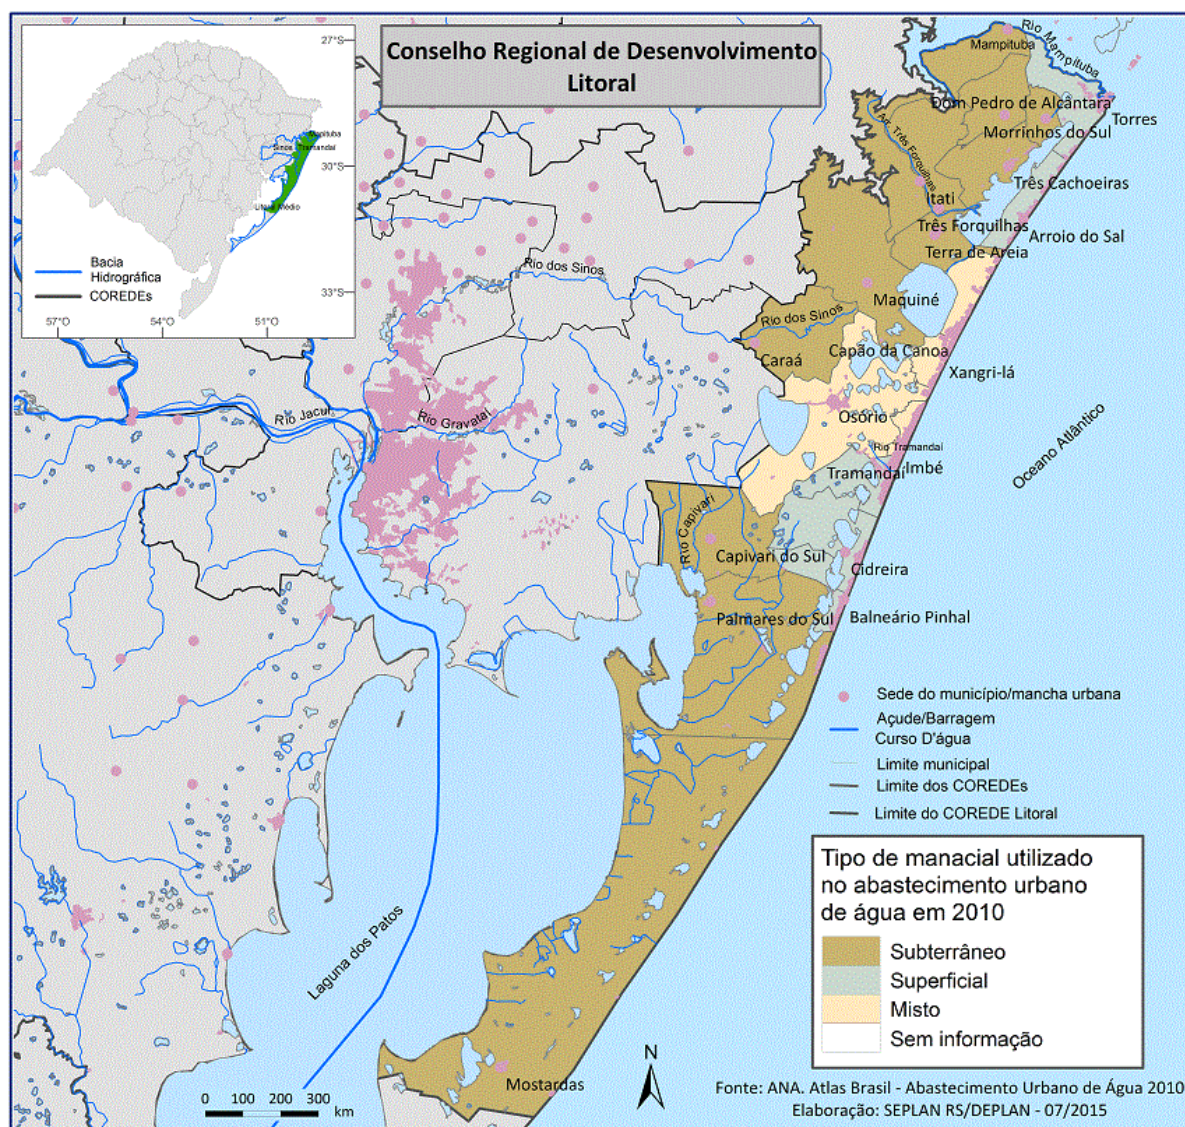 Conselho Regional de Desenvolvimento
Litoral
27°S
30°S
33°S
57°O
54°O
51°O
Mapituba
Sinos
Tramandaí
Litoral Médio
Bacia
Hidrográfica
COREDEs
Rio Mampituba
Mampituba
Dom Pedro de Alcântara
Torres
Morrinhos do Sul
Arr. Três Forquilhas
Três Cachoeiras
Itati
Três Forquilhas
Arroio do Sal
Terra de Areia
Rio dos Sinos
Maquiné
Rio dos Sinos
Capão da Canoa
Caraá
Xangri-lá
Rio Jacuí
Rio Gravataí
Osório
Rio Tramandaí
Oceano Atlântico
Tramandaí
Imbé
Rio Capivari
Capivari do Sul
Cidreira
Palmares do Sul
Balneário Pinhal
Sede do município/mancha urbana
Açude/Barragem
Curso D'água
Limite municipal
Limite dos COREDEs
Limite do COREDE Litoral
Tipo de manacial utilizado
no abastecimento urbano
de água em 2010
Subterrâneo
Superficial
Misto
Sem informação
Laguna dos Patos
Mostardas
N
0 100 200 300
km
Fonte: ANA. Atlas Brasil - Abastecimento Urbano de Água 2010
Elaboração: SEPLAN RS/DEPLAN - 07/2015